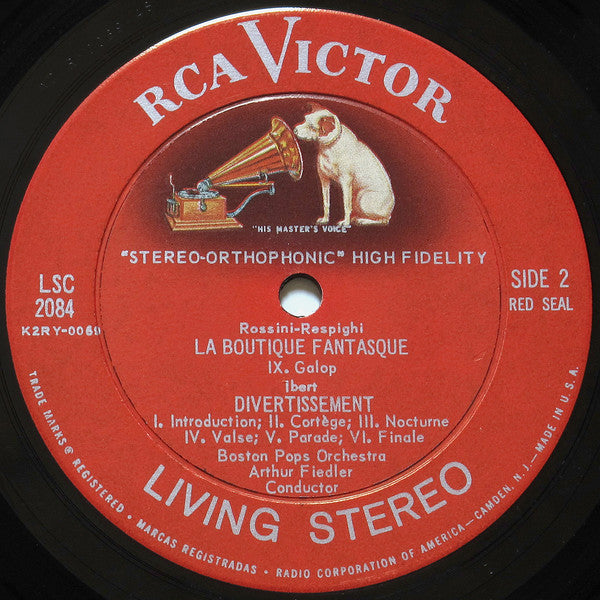 RCA VICTOR
"HIS MASTER'S VOICE"
"STEREO-ORTHOPHONIC" HIGH FIDELITY
LSC
2084
K2RY-0069
SIDE 2
RED SEAL
Rossini-Respighi
LA BOUTIQUE FANTASQUE
IX. Galop
Ibert
DIVERTISSEMENT
I. Introduction; II. Cortège; III. Nocturne
IV. Valse; V. Parade; VI. Finale
Boston Pops Orchestra
Arthur Fiedler
Conductor
LIVING STEREO
TRADE MARKS® REGISTERED • MARCAS REGISTRADAS • RADIO CORPORATION OF AMERICA—CAMDEN, N.J.—MADE IN U.S.A.